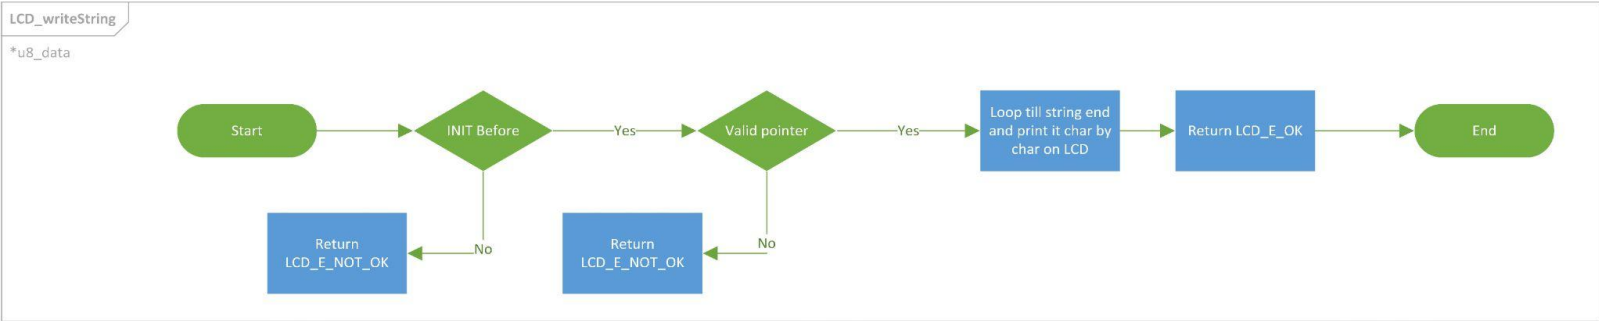 LCD_writeString
*u8_data
Start
INIT Before
Yes
Valid pointer
Yes
Loop till string end
and print it char by
char on LCD
Return LCD_E_OK
End
No
Return
LCD_E_NOT_OK
No
Return
LCD_E_NOT_OK